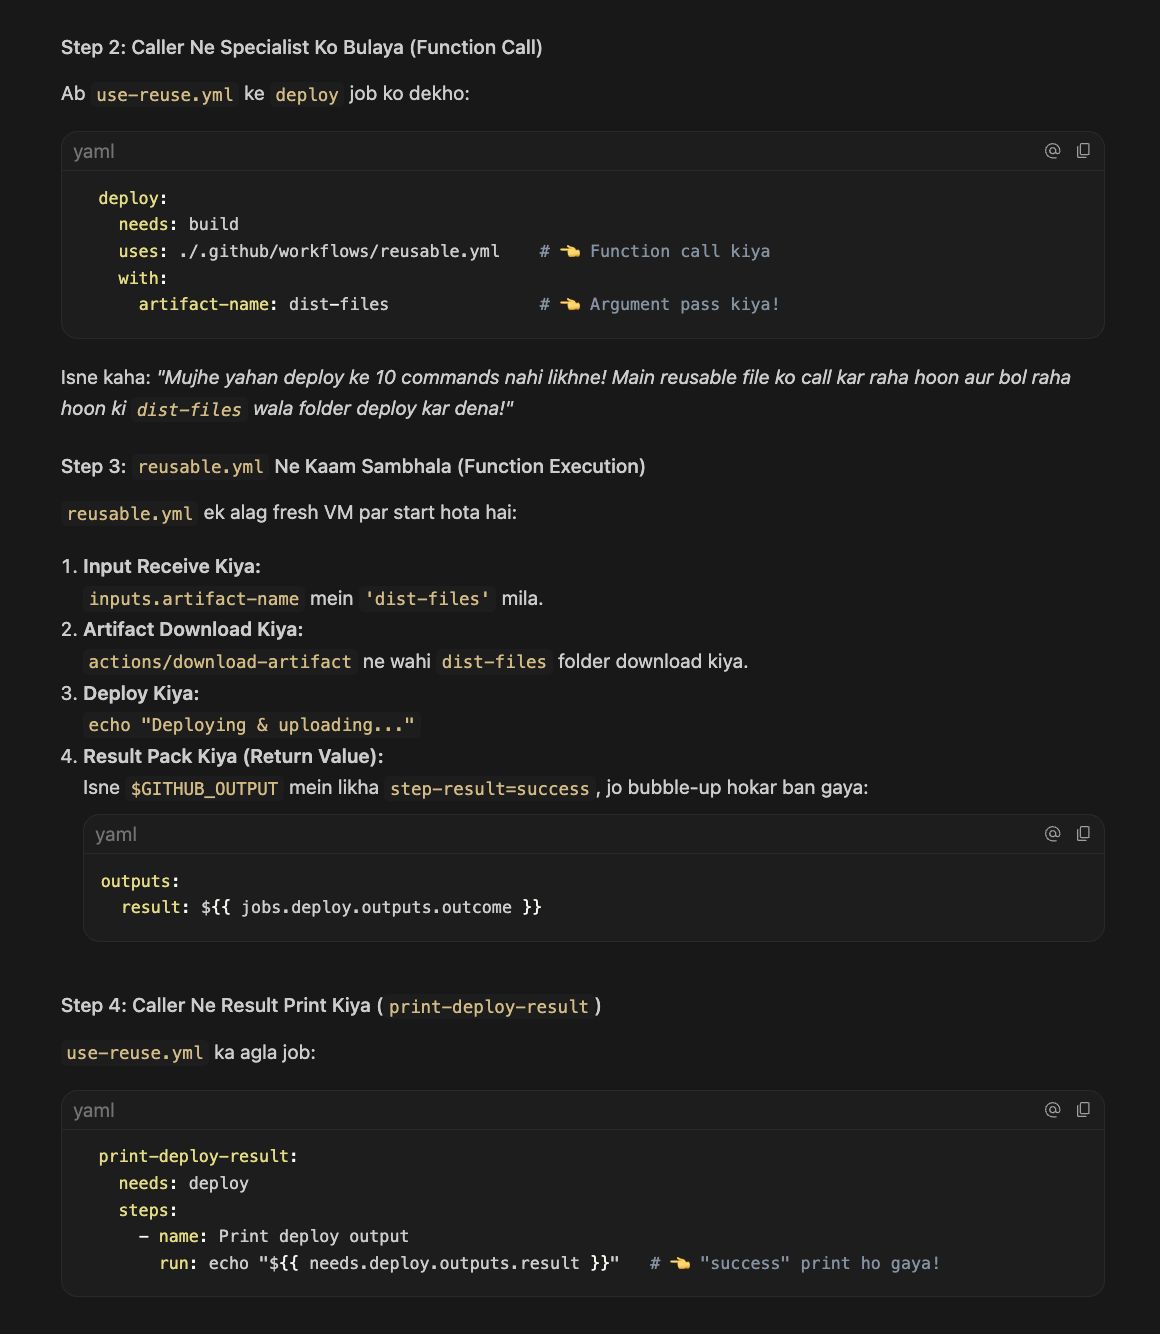 Step 2: Caller Ne Specialist Ko Bulaya (Function Call)
Ab use-reuse.yml ke deploy job ko dekho:
yaml
deploy:
  needs: build
  uses: ./.github/workflows/reusable.yml    # 👈 Function call kiya
  with:
    artifact-name: dist-files               # 👈 Argument pass kiya!
Isne kaha: "Mujhe yahan deploy ke 10 commands nahi likhne! Main reusable file ko call kar raha hoon aur bol raha
hoon ki dist-files wala folder deploy kar dena!"
Step 3: reusable.yml Ne Kaam Sambhala (Function Execution)
reusable.yml ek alag fresh VM par start hota hai:
1. Input Receive Kiya:
inputs.artifact-name mein 'dist-files' mila.
2. Artifact Download Kiya:
actions/download-artifact ne wahi dist-files folder download kiya.
3. Deploy Kiya:
echo "Deploying & uploading..."
4. Result Pack Kiya (Return Value):
Isne $GITHUB_OUTPUT mein likha step-result=success , jo bubble-up hokar ban gaya:
yaml
outputs:
  result: ${{ jobs.deploy.outputs.outcome }}
Step 4: Caller Ne Result Print Kiya ( print-deploy-result )
use-reuse.yml ka agla job:
yaml
print-deploy-result:
  needs: deploy
  steps:
    - name: Print deploy output
      run: echo "${{ needs.deploy.outputs.result }}"   # 👈 "success" print ho gaya!